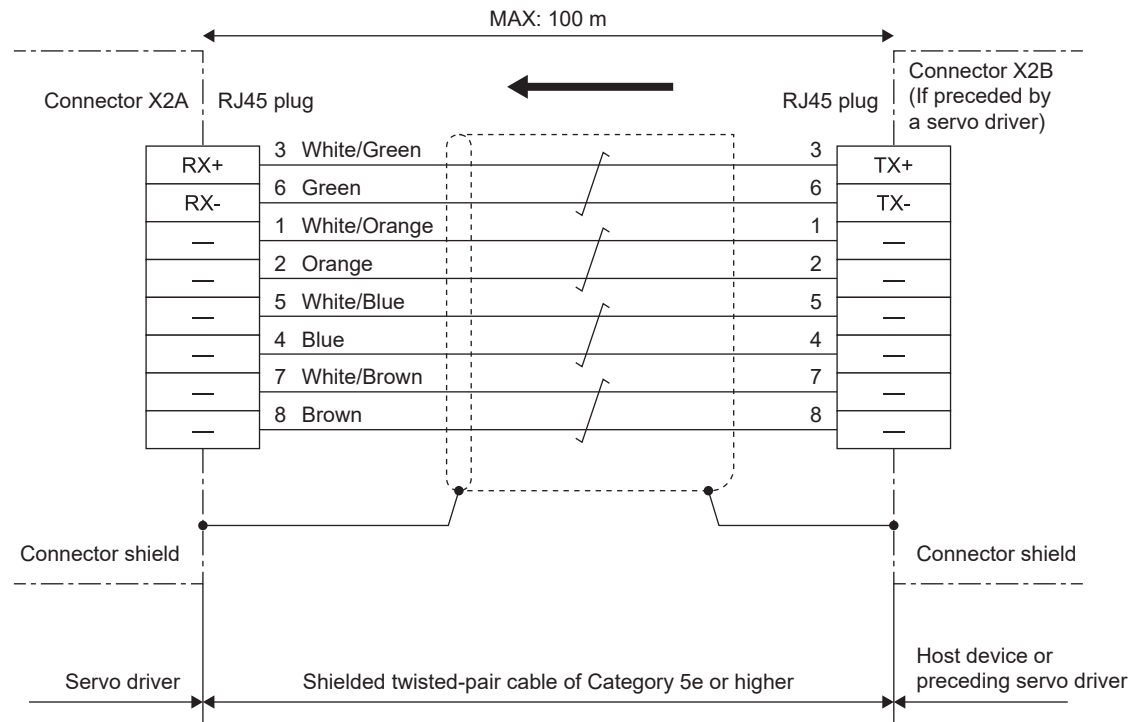 MAX: 100 m
Connector X2A
RJ45 plug
RJ45 plug
Connector X2B
(If preceded by
a servo driver)
RX+ 3 White/Green 3 TX+
RX- 6 Green 6 TX-
— 1 White/Orange 1 —
— 2 Orange 2 —
— 5 White/Blue 5 —
— 4 Blue 4 —
— 7 White/Brown 7 —
— 8 Brown 8 —
Connector shield
Connector shield
Servo driver
Shielded twisted-pair cable of Category 5e or higher
Host device or
preceding servo driver